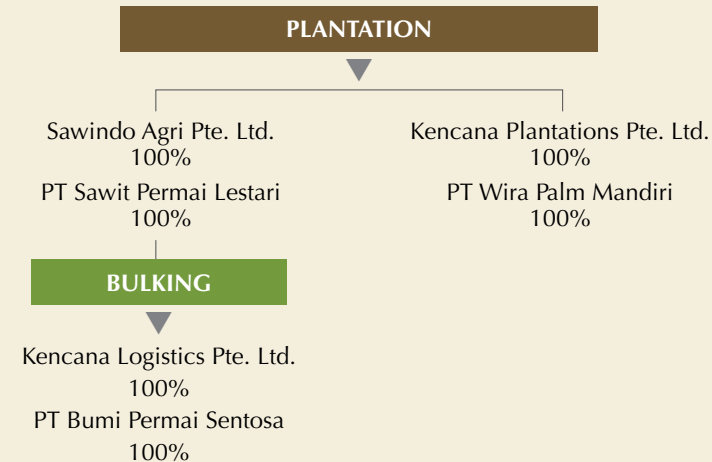 PLANTATION
Sawindo Agri Pte. Ltd.
100%
PT Sawit Permai Lestari
100%
Kencana Plantations Pte. Ltd.
100%
PT Wira Palm Mandiri
100%
BULKING
Kencana Logistics Pte. Ltd.
100%
PT Bumi Permai Sentosa
100%